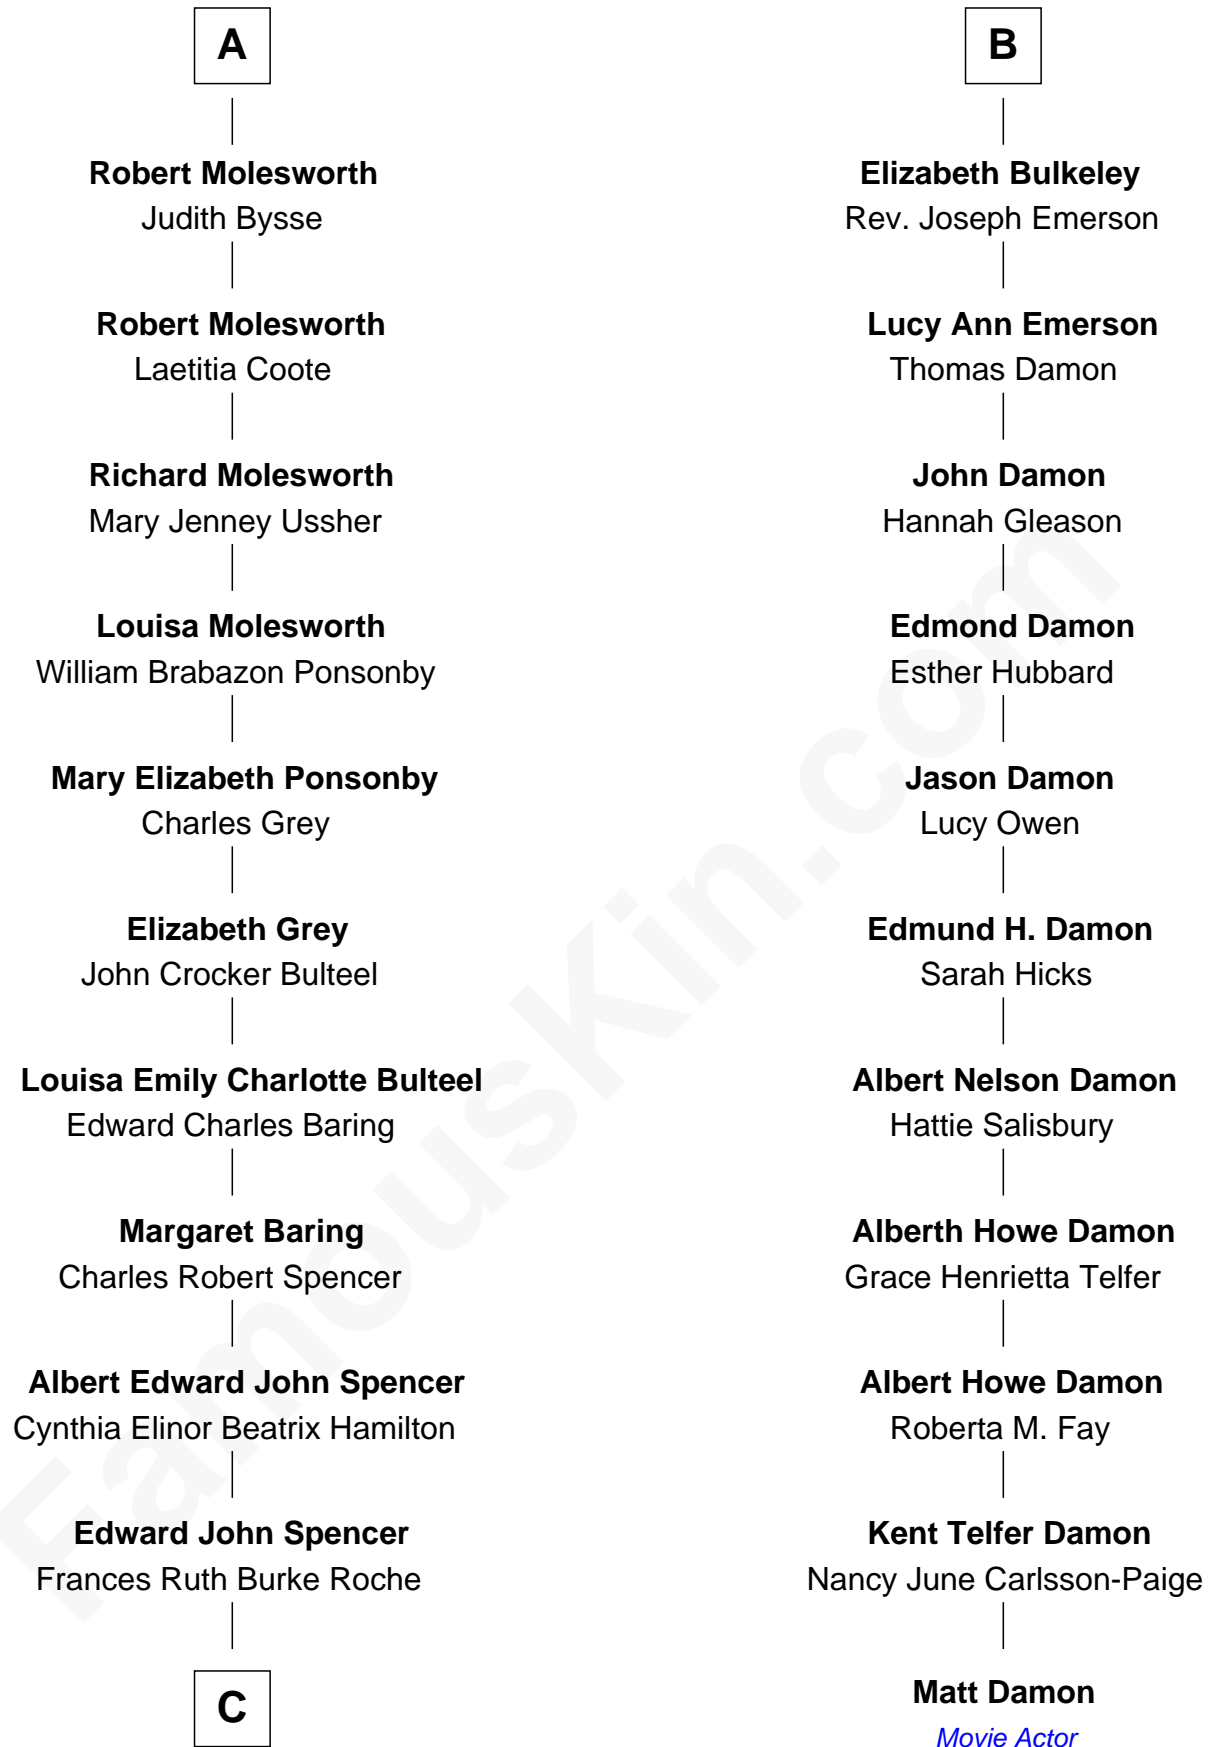 A
Robert Molesworth
Judith Bysse
Robert Molesworth
Laetitia Coote
Richard Molesworth
Mary Jenney Ussher
Louisa Molesworth
William Brabazon Ponsonby
Mary Elizabeth Ponsonby
Charles Grey
Elizabeth Grey
John Crocker Bulteel
Louisa Emily Charlotte Bulteel
Edward Charles Baring
Margaret Baring
Charles Robert Spencer
Albert Edward John Spencer
Cynthia Elinor Beatrix Hamilton
Edward John Spencer
Frances Ruth Burke Roche
C
B
Elizabeth Bulkeley
Rev. Joseph Emerson
Lucy Ann Emerson
Thomas Damon
John Damon
Hannah Gleason
Edmond Damon
Esther Hubbard
Jason Damon
Lucy Owen
Edmund H. Damon
Sarah Hicks
Albert Nelson Damon
Hattie Salisbury
Alberth Howe Damon
Grace Henrietta Telfer
Albert Howe Damon
Roberta M. Fay
Kent Telfer Damon
Nancy June Carlsson-Paige
Matt Damon
Movie Actor
FamousKin.com